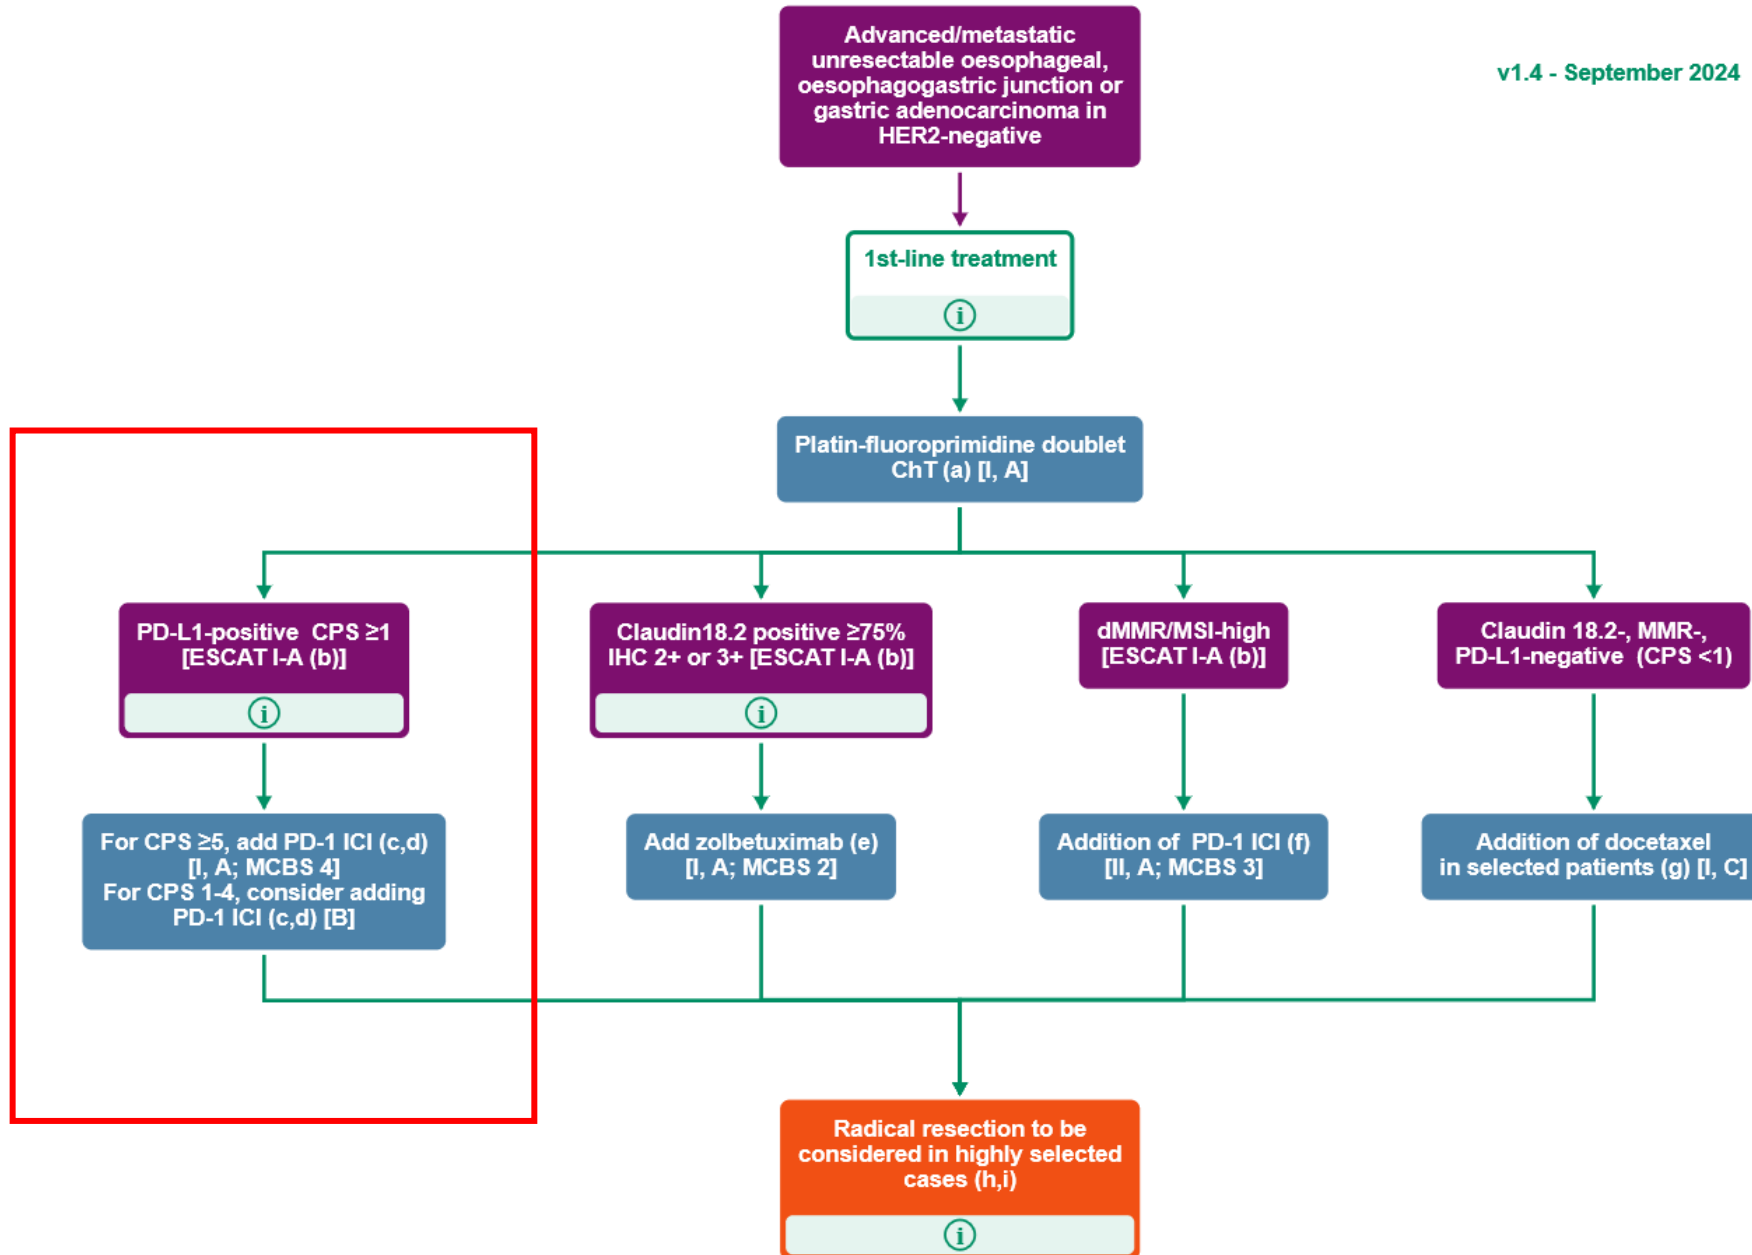 Advanced/metastatic
unresectable oesophageal,
oesophagogastric junction or
gastric adenocarcinoma in
HER2-negative
v1.4 - September 2024
1st-line treatment
i
Platin-fluoroprimidine doublet
ChT (a) [I, A]
PD-L1-positive CPS ≥1
[ESCAT I-A (b)]
i
Claudin18.2 positive ≥75%
IHC 2+ or 3+ [ESCAT I-A (b)]
i
dMMR/MSI-high
[ESCAT I-A (b)]
Claudin 18.2-, MMR-,
PD-L1-negative (CPS <1)
For CPS ≥5, add PD-1 ICI (c,d)
[I, A; MCBS 4]
For CPS 1-4, consider adding
PD-1 ICI (c,d) [B]
Add zolbetuximab (e)
[I, A; MCBS 2]
Addition of PD-1 ICI (f)
[II, A; MCBS 3]
Addition of docetaxel
in selected patients (g) [I, C]
Radical resection to be
considered in highly selected
cases (h,i)
i